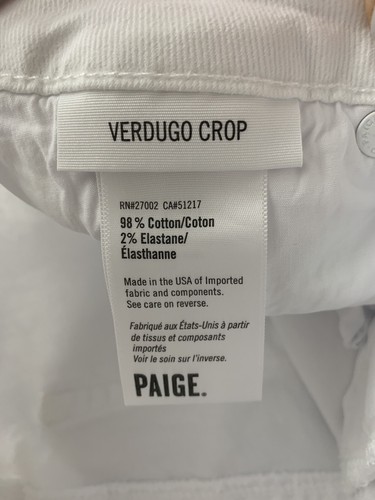 VERDUGO CROP
RN#27002 CA#51217
98% Cotton/Coton
2% Elastane/
Élasthanne
Made in the USA of Imported
fabric and components.
See care on reverse.
Fabriqué aux États-Unis à partir
de tissus et composants
importés
Voir le soin sur l'inverse.
PAIGE.